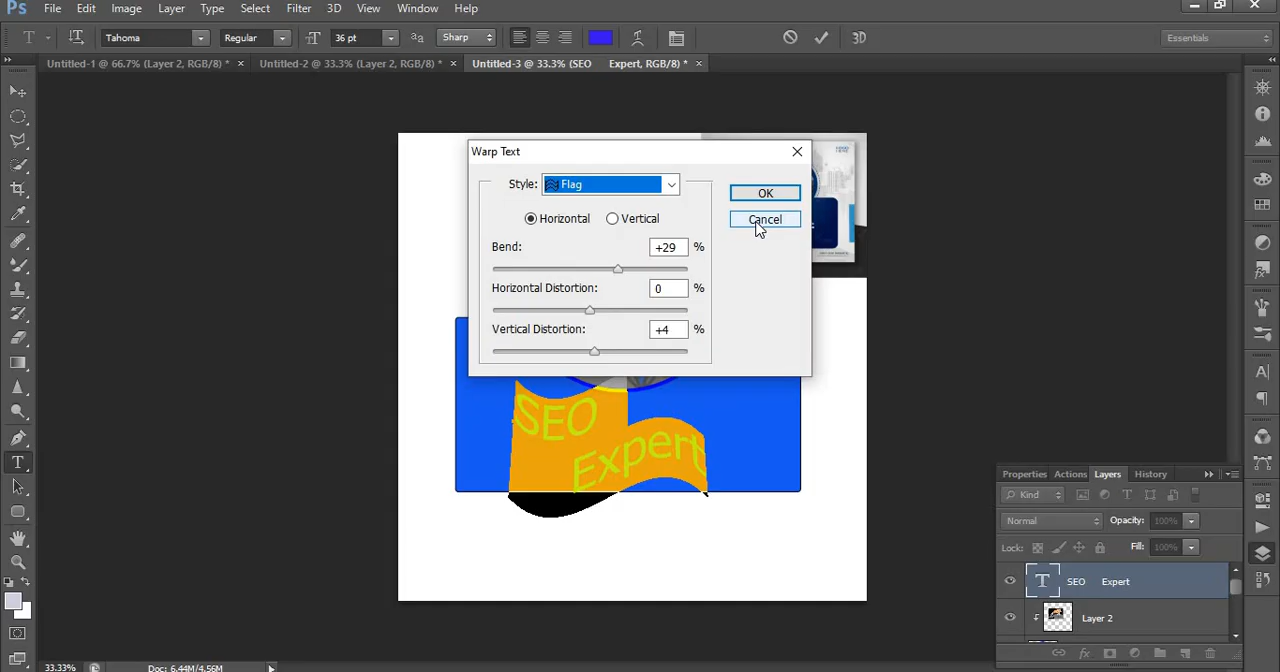 Ps File Edit Image Layer Type Select Filter 3D View Window Help
T Tahoma Regular 36 pt Sharp 3D Essentials
Untitled-1 @ 66.7% (Layer 2, RGB/8) * × Untitled-2 @ 33.3% (Layer 2, RGB/8) * × Untitled-3 @ 33.3% (SEO Expert, RGB/8) * ×
Warp Text
Style: Flag
OK
Horizontal Vertical
Cancel
Bend: +29 %
Horizontal Distortion: 0 %
Vertical Distortion: +4 %
SEO
Expert
Properties Actions Layers History
Kind
Normal Opacity: 100%
Lock: Fill: 100%
T SEO Expert
Layer 2
33.33% Doc: 6.44M/4.56M